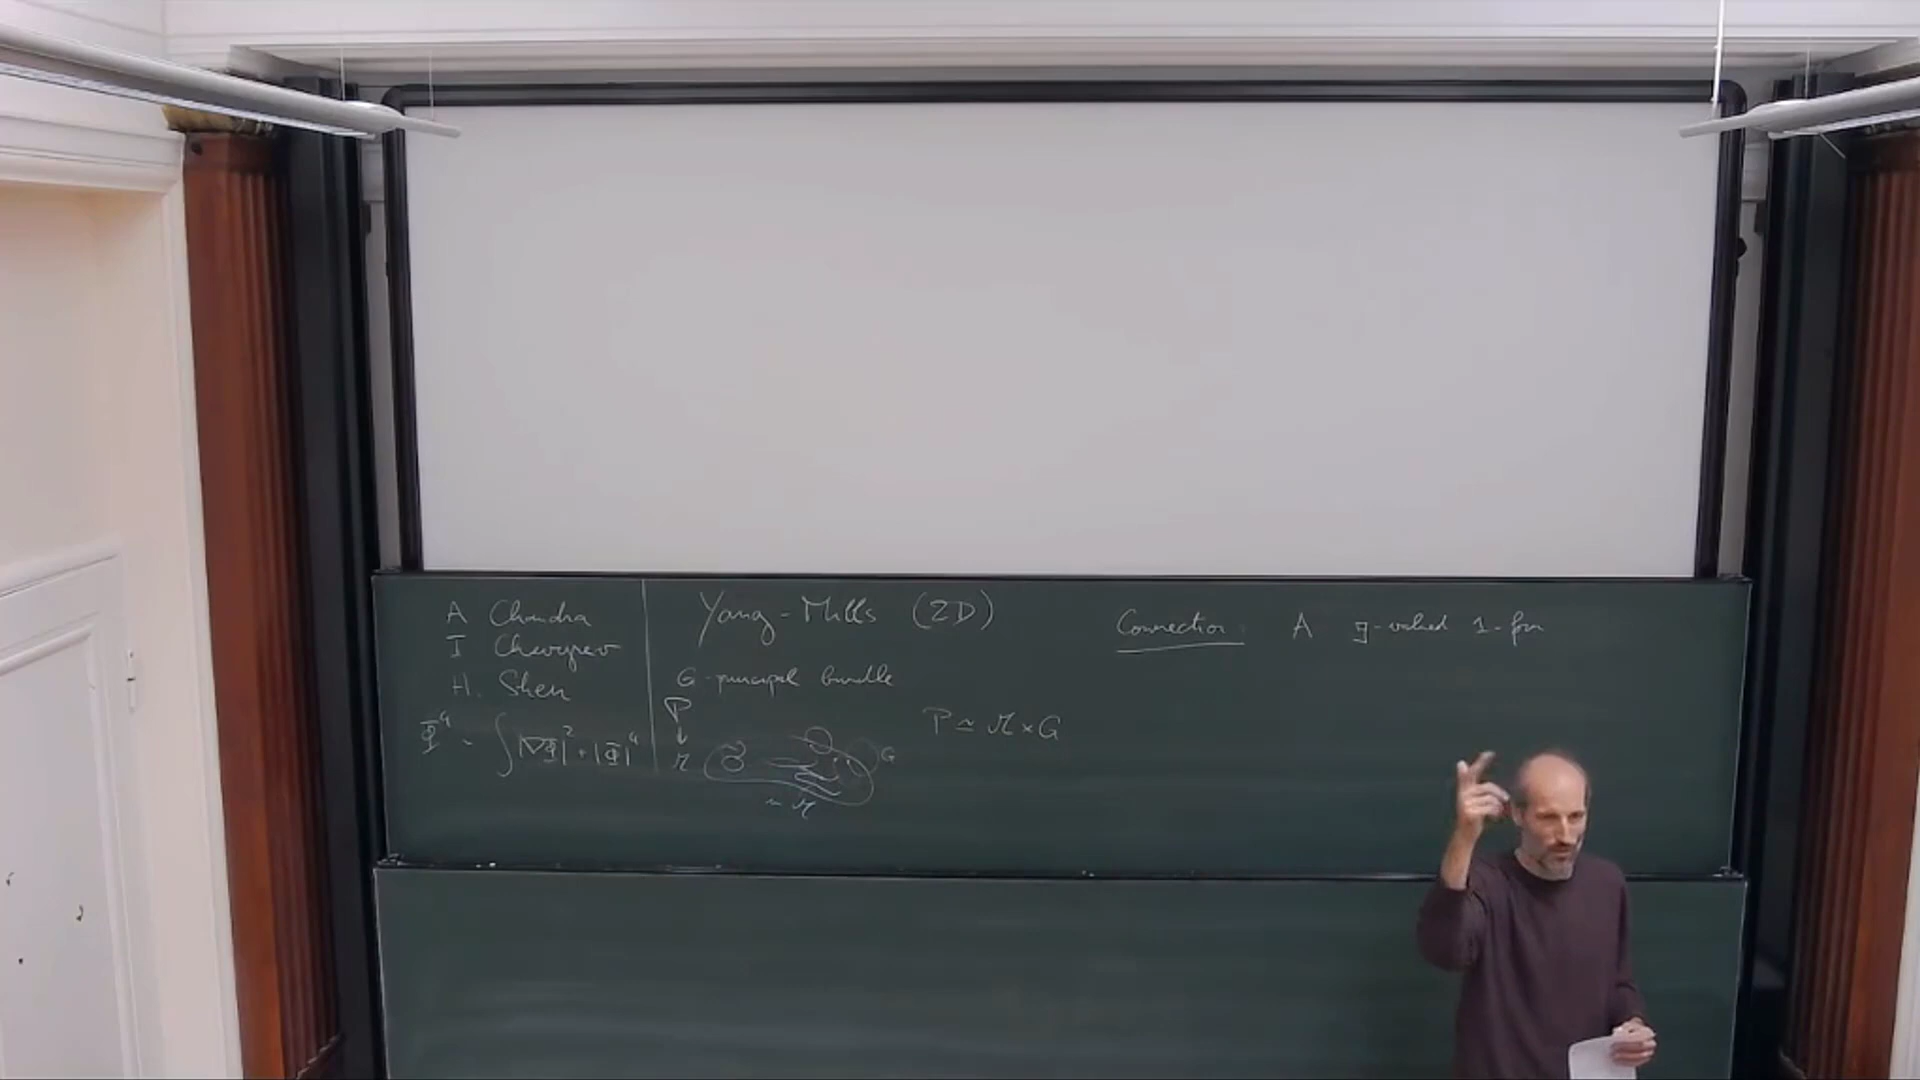 A Chandra
I Chevyrev
H. Shen
Φ⁴ ~ ∫|∇Φ|² + |Φ|⁴
Yang-Mills (2D)
G-principal bundle
P
↓
M
G
~ M
P ≃ M × G
Connection: A g-valued 1-form